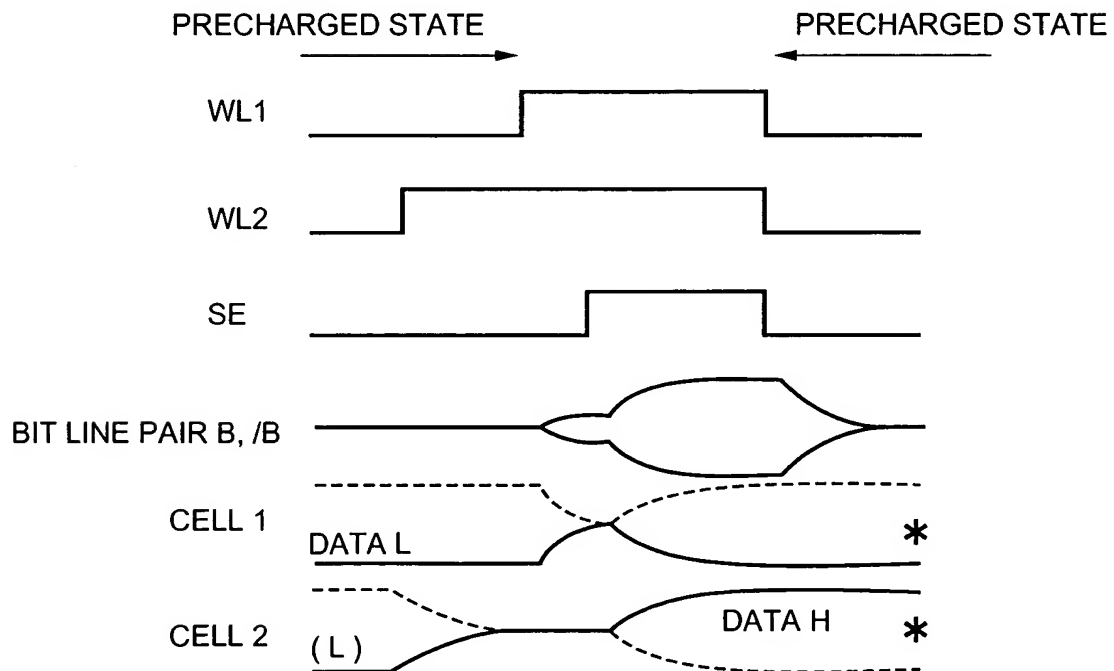 PRECHARGED STATE PRECHARGED STATE
WL1
WL2
SE
BIT LINE PAIR B, /B
CELL 1
DATA L
*
CELL 2
( L )
DATA H
*